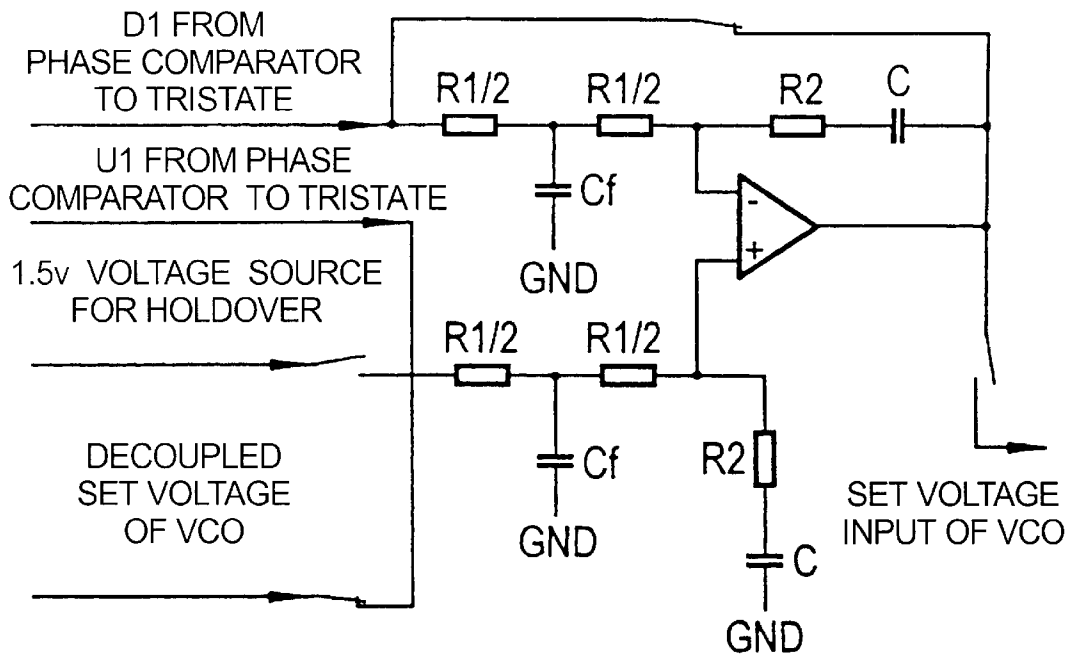 D1 FROM
PHASE COMPARATOR
TO TRISTATE
R1/2
R1/2
R2
C
U1 FROM PHASE
COMPARATOR TO TRISTATE
Cf
-
+
GND
1.5v VOLTAGE SOURCE
FOR HOLDOVER
R1/2
R1/2
DECOUPLED
SET VOLTAGE
OF VCO
Cf
R2
SET VOLTAGE
INPUT OF VCO
GND
C
GND